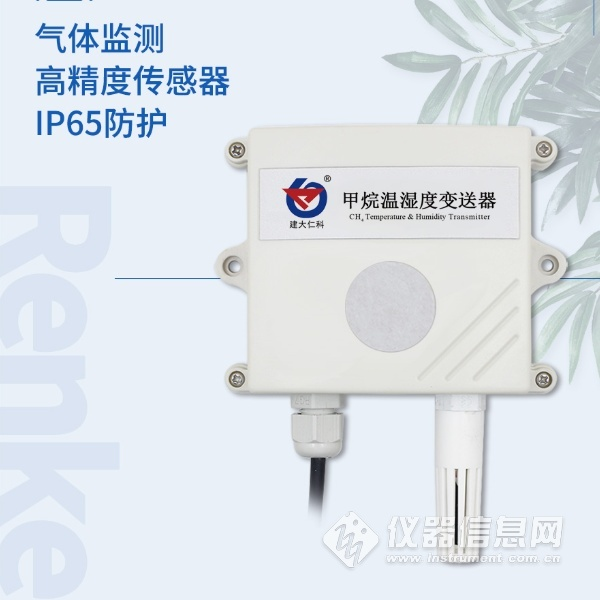 气体监测
高精度传感器
IP65防护
Renke
®
建大仁科
甲烷温湿度变送器
CH₄ Temperature & Humidity Transmitter
仪器信息网
www.instrument.com.cn